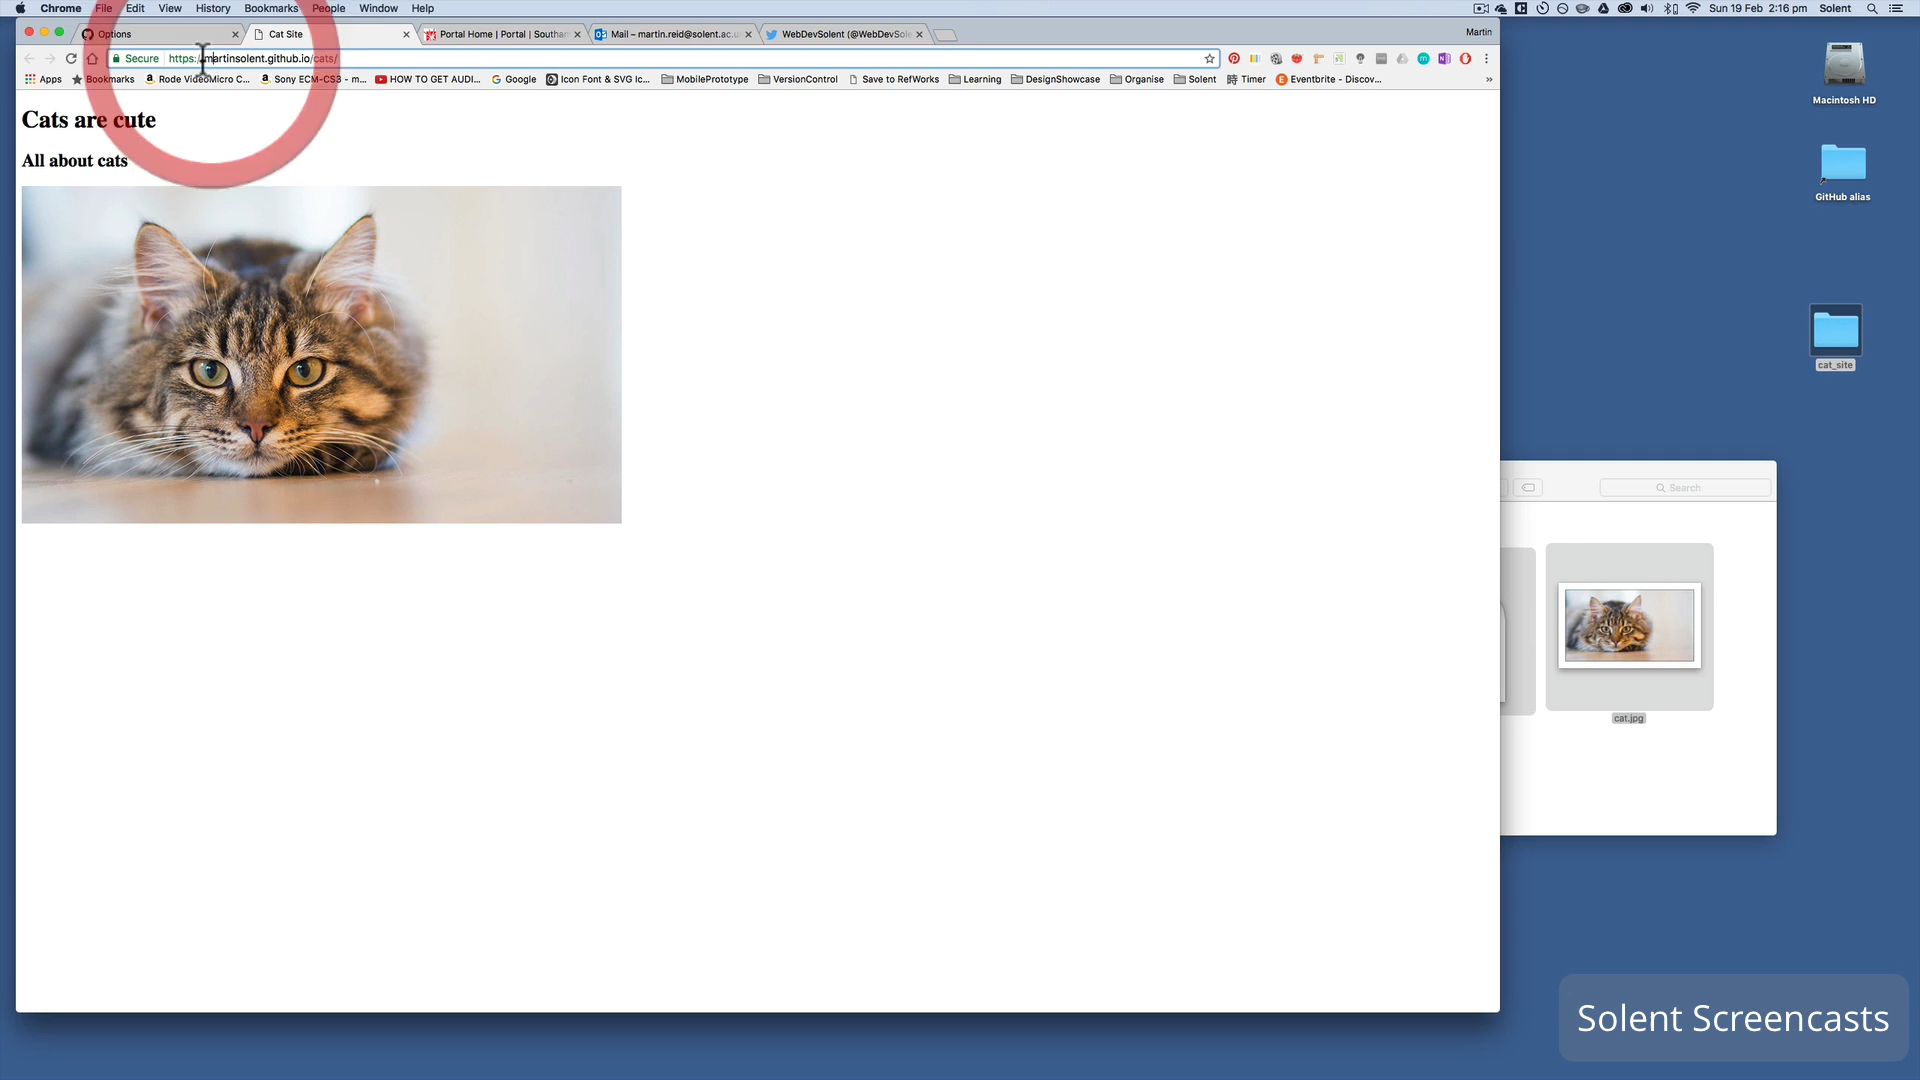 Chrome File Edit View History Bookmarks People Window Help
Sun 19 Feb 2:16 pm Solent
Options
Cat Site
Portal Home | Portal | Southam
Mail – martin.reid@solent.ac.u
WebDevSolent (@WebDevSole
Martin
Secure https://martinsolent.github.io/cats/
Apps Bookmarks Rode VideoMicro C... Sony ECM-CS3 - m... HOW TO GET AUDI... Google Icon Font & SVG Ic... MobilePrototype VersionControl Save to RefWorks Learning DesignShowcase Organise Solent Timer Eventbrite - Discov... »
Cats are cute
All about cats
Macintosh HD
GitHub alias
cat_site
Search
cat.jpg
Solent Screencasts